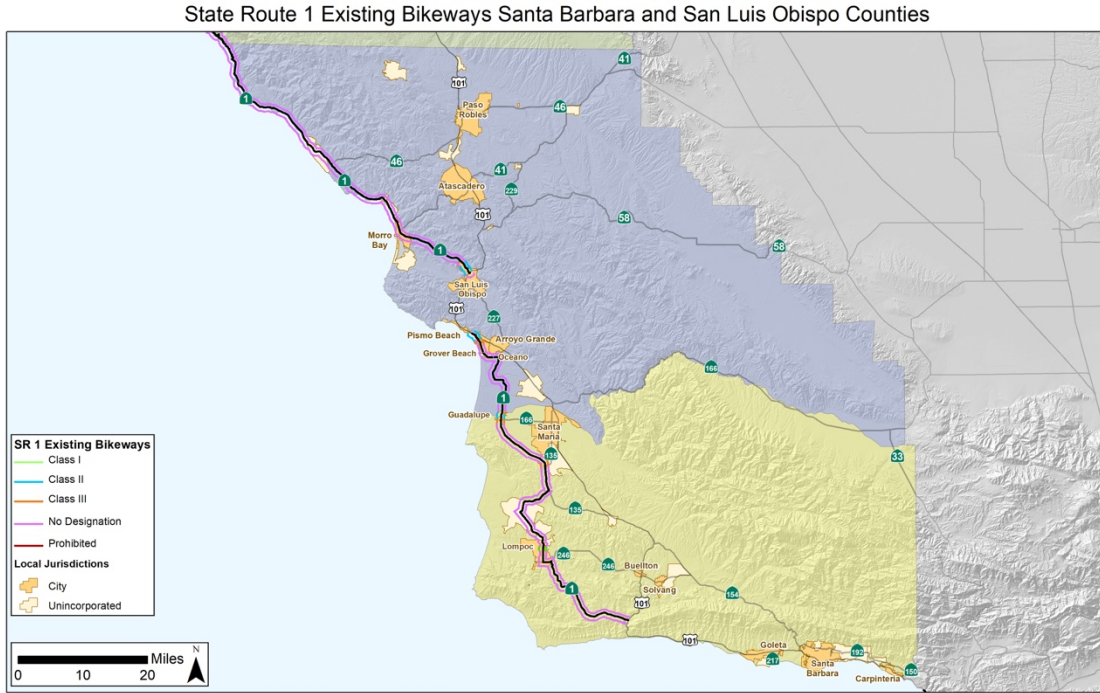 State Route 1 Existing Bikeways Santa Barbara and San Luis Obispo Counties
41
101
1
Paso
Robles
46
46
41
1
Atascadero
229
101
58
Morro
Bay
1
58
San Luis
Obispo
101
227
Pismo Beach
Arroyo Grande
Grover Beach
Oceano
166
1
Guadalupe
166
Santa
Maria
135
33
SR 1 Existing Bikeways
Class I
Class II
Class III
No Designation
Prohibited
Local Jurisdictions
City
Unincorporated
135
Lompoc
246
246
Buellton
Solvang
1
101
154
101
Goleta
217
Santa
Barbara
192
Carpinteria
150
Miles
0 10 20
N